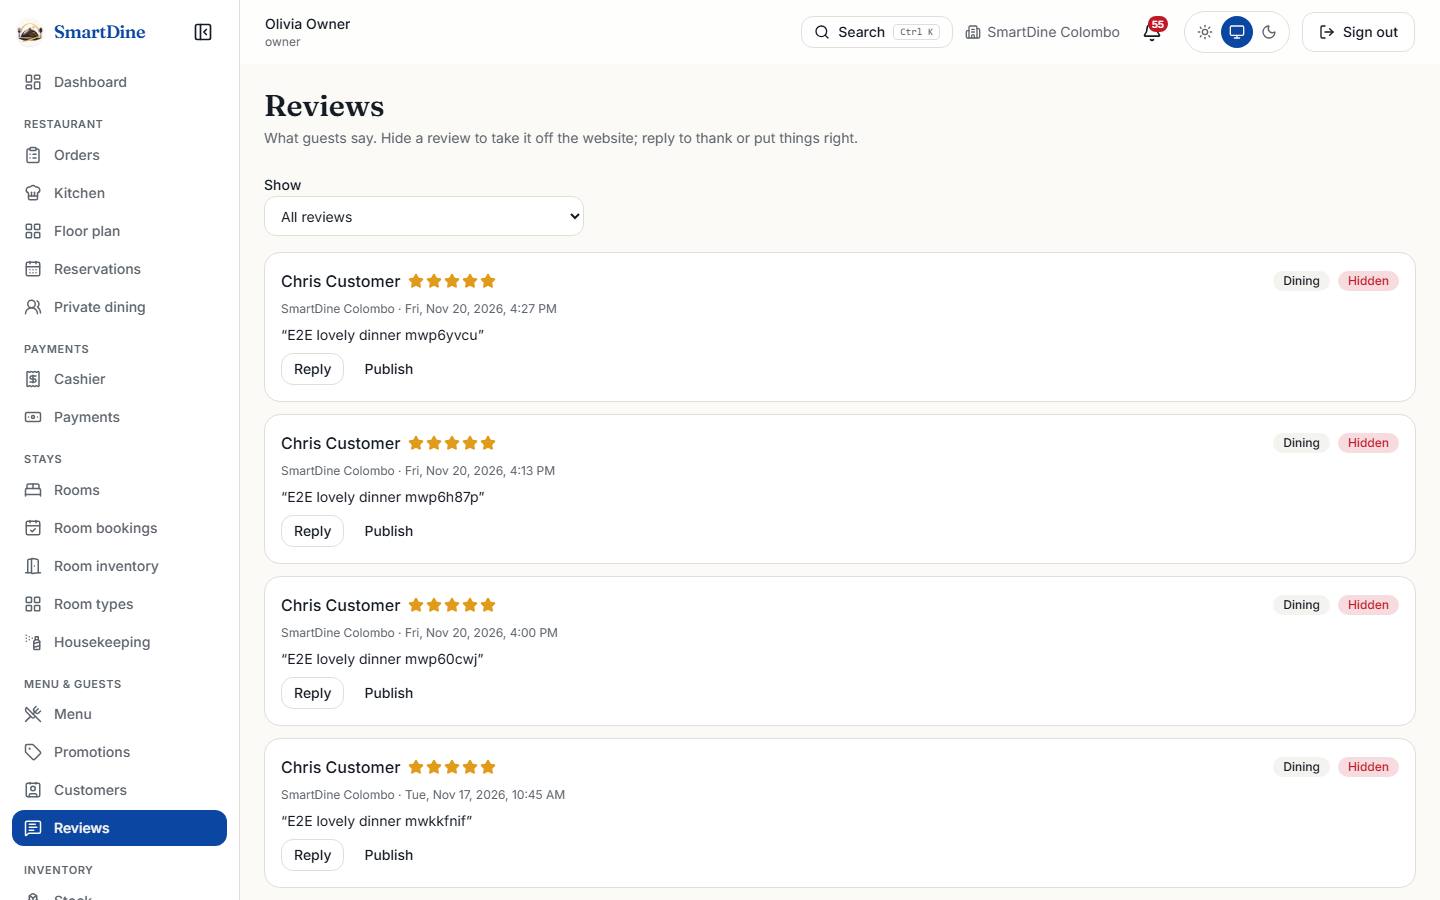 SmartDine
Dashboard
RESTAURANT
Orders
Kitchen
Floor plan
Reservations
Private dining
PAYMENTS
Cashier
Payments
STAYS
Rooms
Room bookings
Room inventory
Room types
Housekeeping
MENU & GUESTS
Menu
Promotions
Customers
Reviews
INVENTORY
Stock
Olivia Owner
owner
Search Ctrl K
SmartDine Colombo
55
Sign out
Reviews
What guests say. Hide a review to take it off the website; reply to thank or put things right.
Show
All reviews
Chris Customer Dining Hidden
SmartDine Colombo · Fri, Nov 20, 2026, 4:27 PM
“E2E lovely dinner mwp6yvcu”
Reply Publish
Chris Customer Dining Hidden
SmartDine Colombo · Fri, Nov 20, 2026, 4:13 PM
“E2E lovely dinner mwp6h87p”
Reply Publish
Chris Customer Dining Hidden
SmartDine Colombo · Fri, Nov 20, 2026, 4:00 PM
“E2E lovely dinner mwp60cwj”
Reply Publish
Chris Customer Dining Hidden
SmartDine Colombo · Tue, Nov 17, 2026, 10:45 AM
“E2E lovely dinner mwkkfnif”
Reply Publish